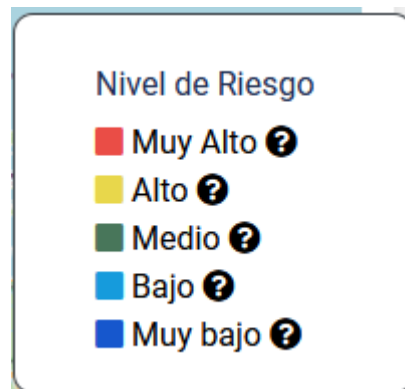 Nivel de Riesgo
Muy Alto ?
Alto ?
Medio ?
Bajo ?
Muy bajo ?